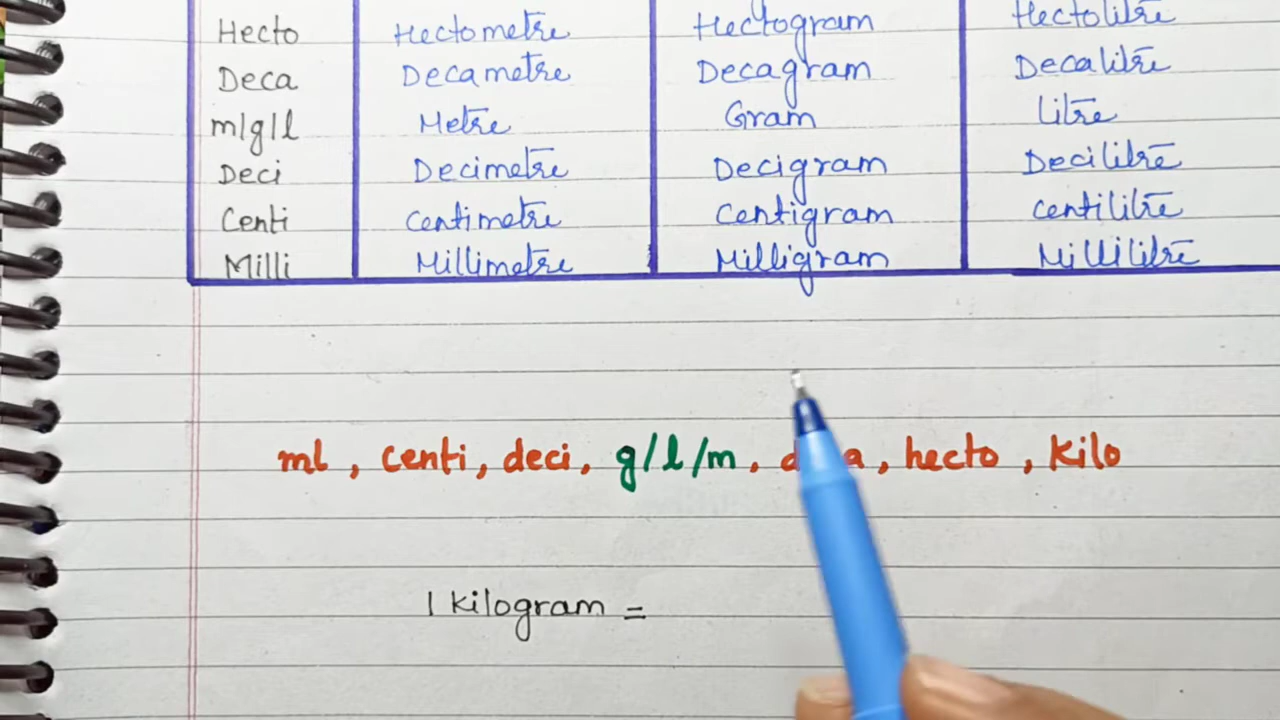 Hecto Hectometre Hectogram Hectolitre
Deca Decametre Decagram Decalitre
m/g/l Metre Gram litre
Deci Decimetre Decigram Decilitre
Centi Centimetre Centigram Centilitre
Milli Millimetre Milligram Millilitre
ml , centi, deci, g/l/m , , hecto , Kilo
1 kilogram =